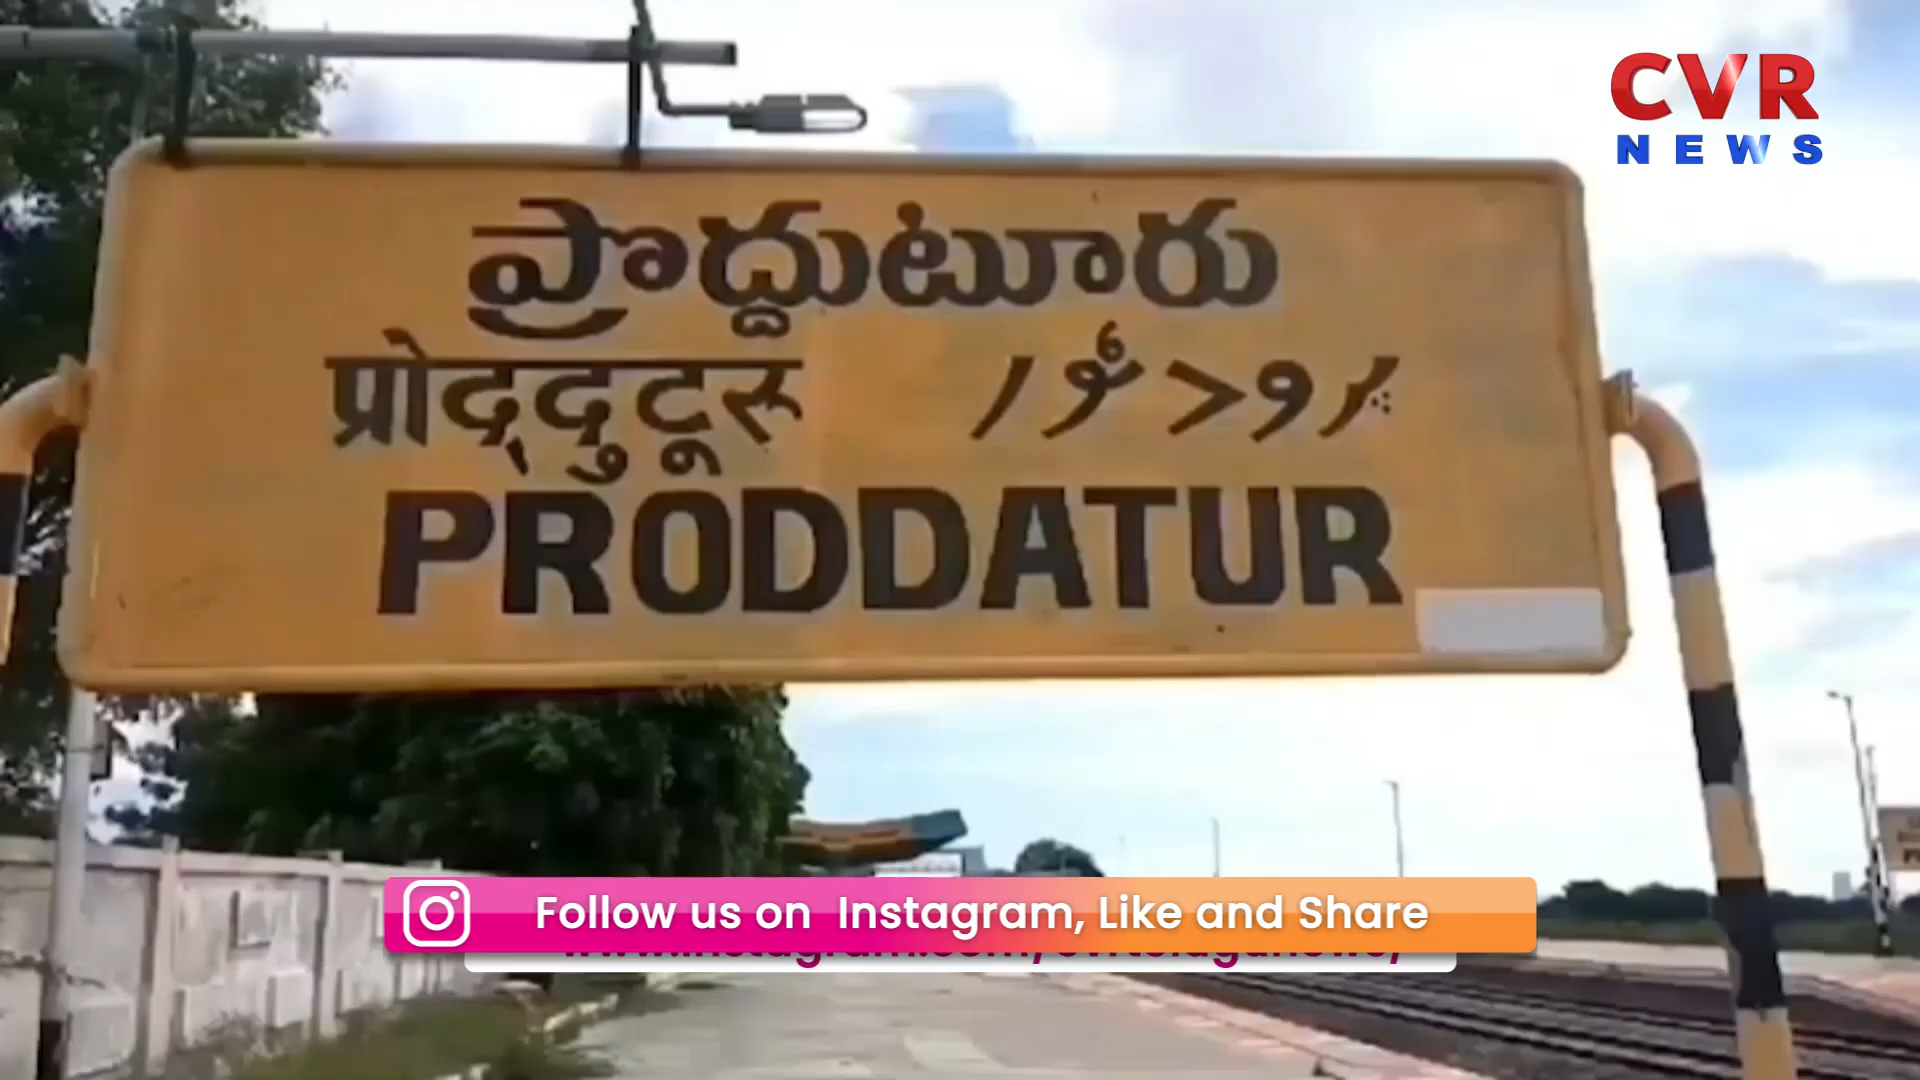 CVR
NEWS
ప్రొద్దుటూరు
प्रोद्दुटूरू
PRODDATUR
Follow us on Instagram, Like and Share